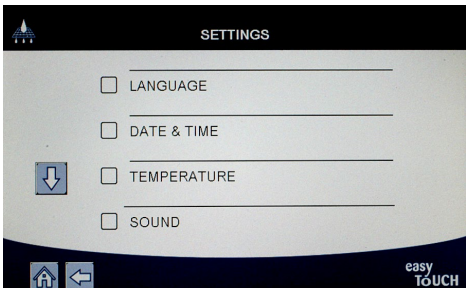 SETTINGS
LANGUAGE
DATE & TIME
TEMPERATURE
SOUND
easy
TOUCH